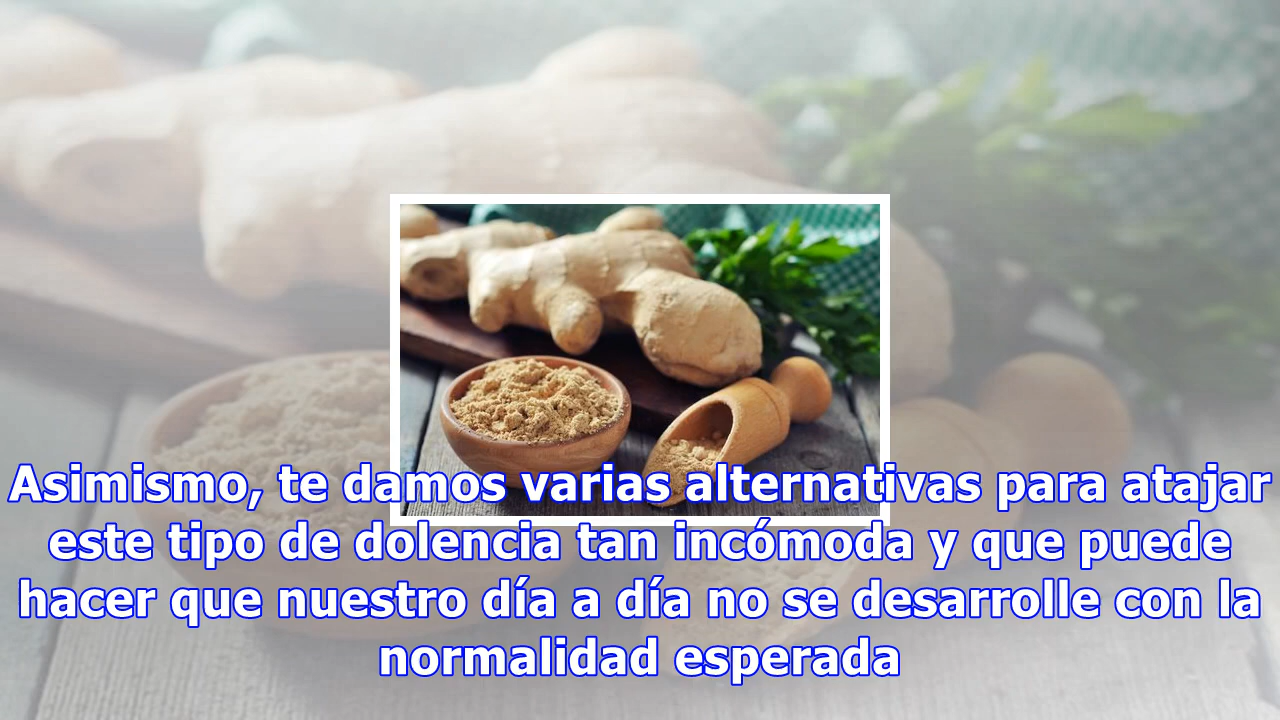 Asimismo, te damos varias alternativas para atajar
este tipo de dolencia tan incómoda y que puede
hacer que nuestro día a día no se desarrolle con la
normalidad esperada